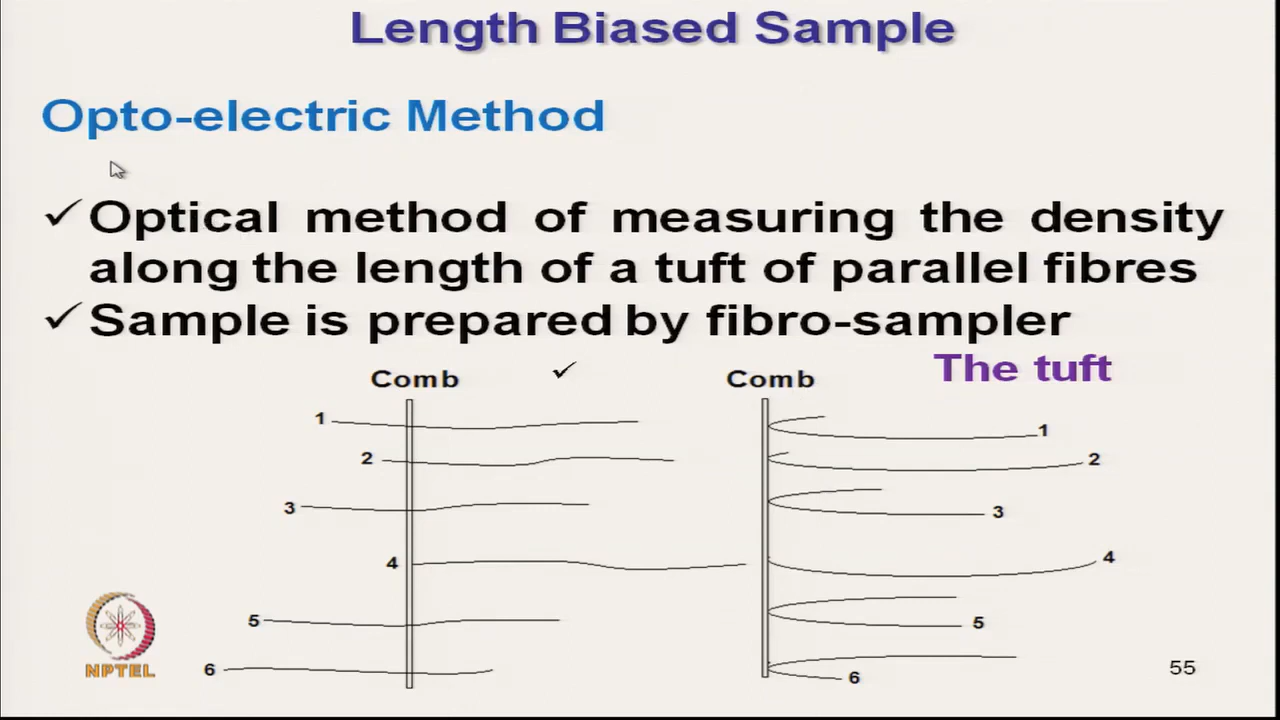 Length Biased Sample
Opto-electric Method
✓ Optical method of measuring the density
along the length of a tuft of parallel fibres
✓ Sample is prepared by fibro-sampler
The tuft
Comb ✓ Comb
1
2
3
4
5
6
1
2
3
4
5
6
NPTEL
55